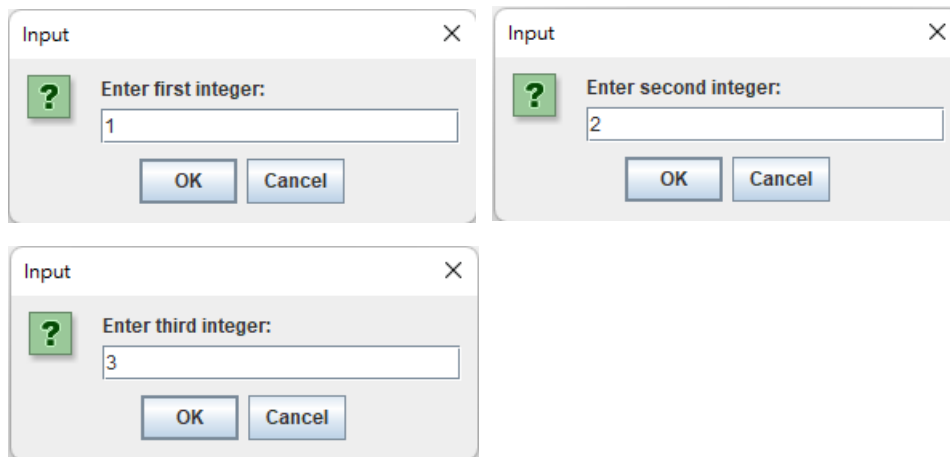 Input
Enter first integer:
1
OK Cancel
Input
Enter second integer:
2
OK Cancel
Input
Enter third integer:
3
OK Cancel